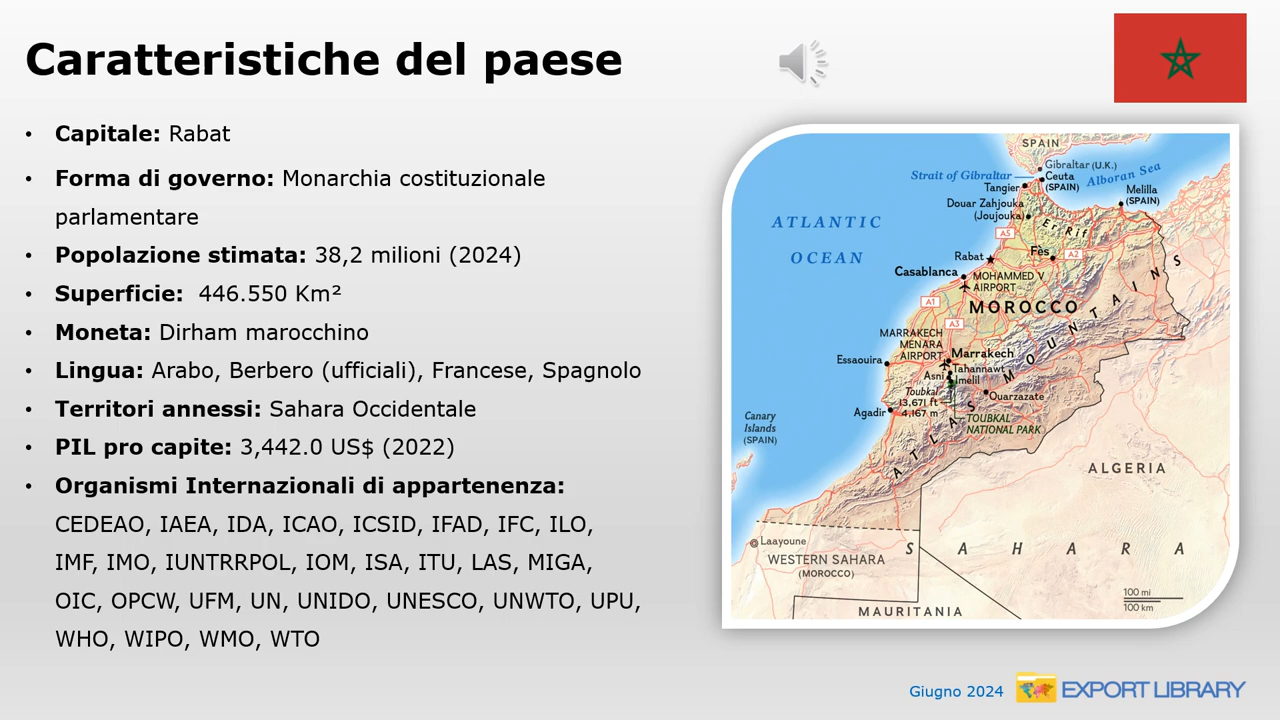 Caratteristiche del paese
• Capitale: Rabat
• Forma di governo: Monarchia costituzionale
parlamentare
• Popolazione stimata: 38,2 milioni (2024)
• Superficie: 446.550 Km²
• Moneta: Dirham marocchino
• Lingua: Arabo, Berbero (ufficiali), Francese, Spagnolo
• Territori annessi: Sahara Occidentale
• PIL pro capite: 3,442.0 US$ (2022)
• Organismi Internazionali di appartenenza:
CEDEAO, IAEA, IDA, ICAO, ICSID, IFAD, IFC, ILO,
IMF, IMO, IUNTRRPOL, IOM, ISA, ITU, LAS, MIGA,
OIC, OPCW, UFM, UN, UNIDO, UNESCO, UNWTO, UPU,
WHO, WIPO, WMO, WTO
SPAIN
Gibraltar (U.K.)
Strait of Gibraltar
Ceuta
(SPAIN)
Alboran Sea
Tangier
Melilla
(SPAIN)
Douar Zahjouka
(Joujouka)
ATLANTIC
OCEAN
Er Rif
A5
Rabat
Fès
A2
Casablanca
MOHAMMED V
AIRPORT
A1
MOROCCO
A3
MARRAKECH
MENARA
AIRPORT
Marrakech
Essaouira
Tahannawt
Asni
Imelil
Toubkal
13,671 ft
4,167 m
Ouarzazate
Agadir
TOUBKAL
NATIONAL PARK
ATLAS MOUNTAINS
Canary
Islands
(SPAIN)
ALGERIA
Laayoune
WESTERN SAHARA
(MOROCCO)
SAHARA
MAURITANIA
100 mi
100 km
Giugno 2024
EXPORT LIBRARY